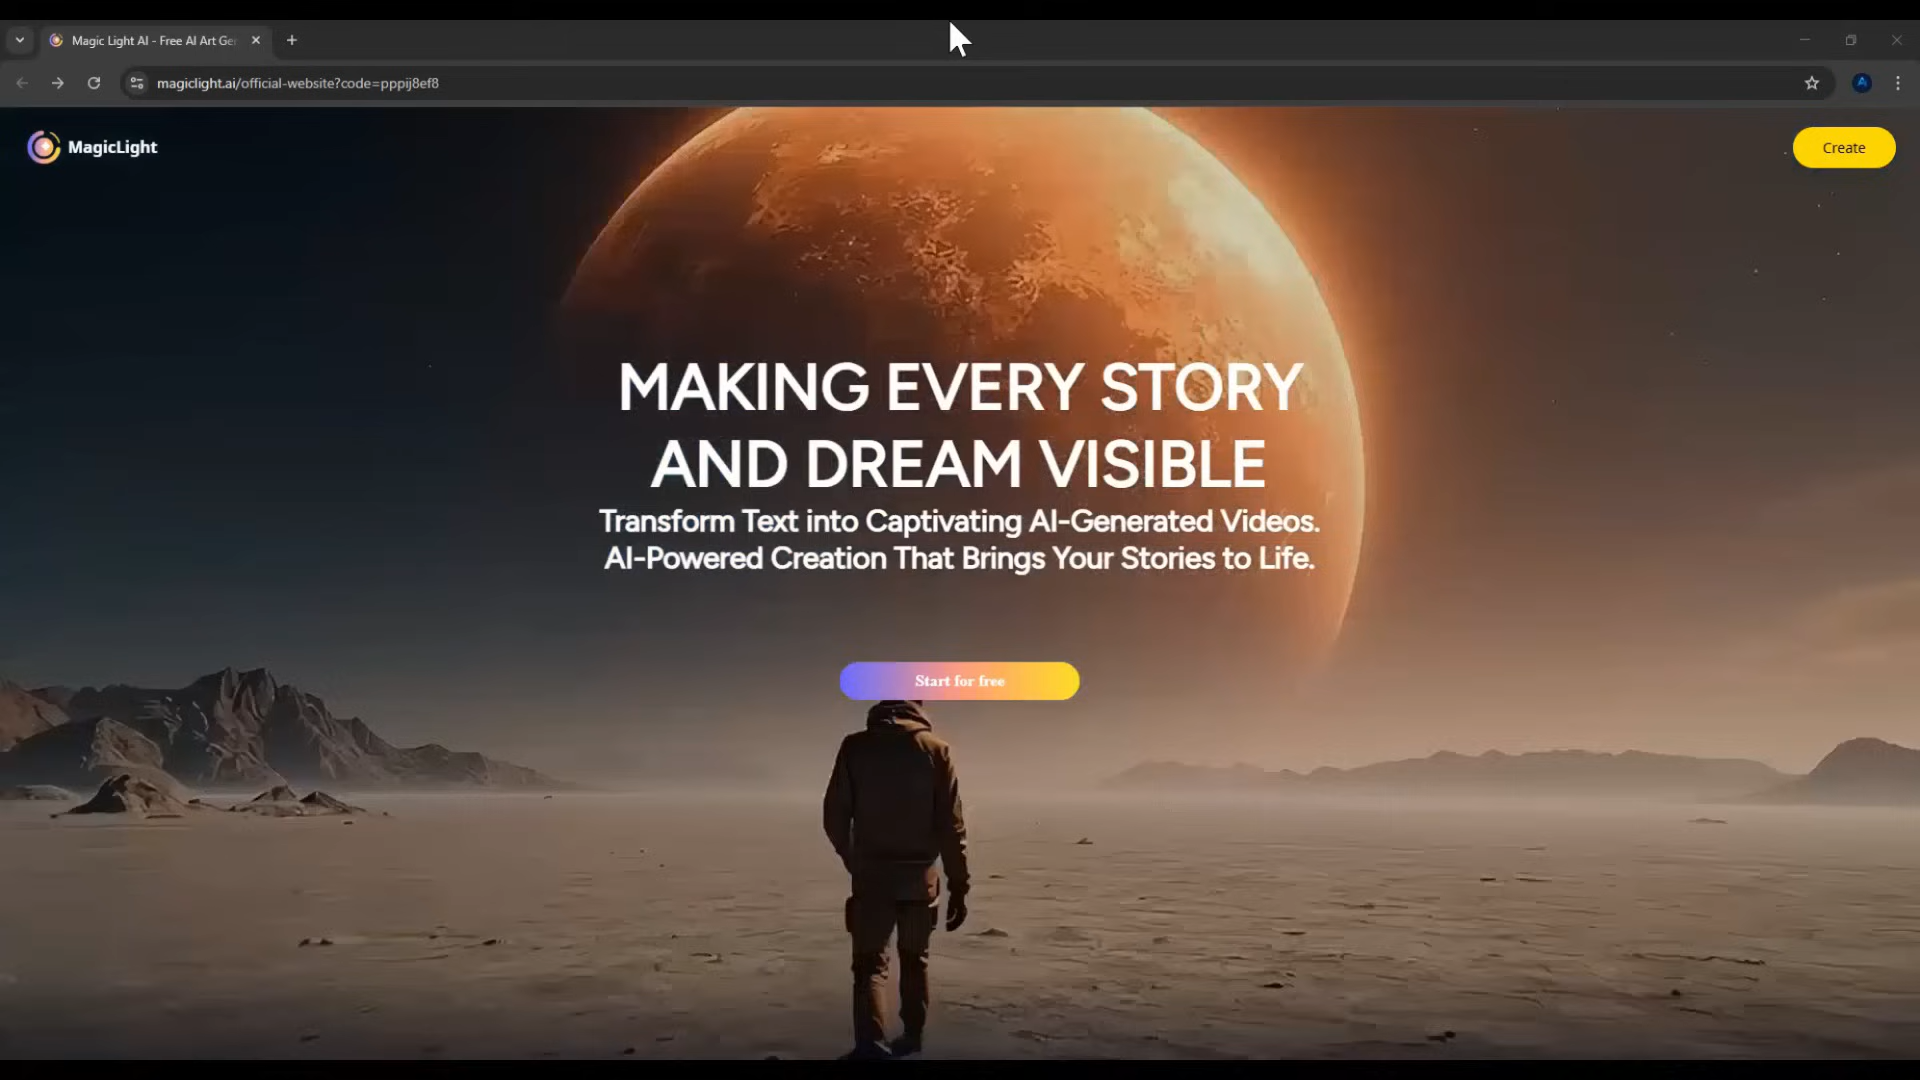 Magic Light AI - Free AI Art Ge
magiclight.ai/official-website?code=pppij8ef8
MagicLight
Create
MAKING EVERY STORY
AND DREAM VISIBLE
Transform Text into Captivating AI-Generated Videos.
AI-Powered Creation That Brings Your Stories to Life.
Start for free